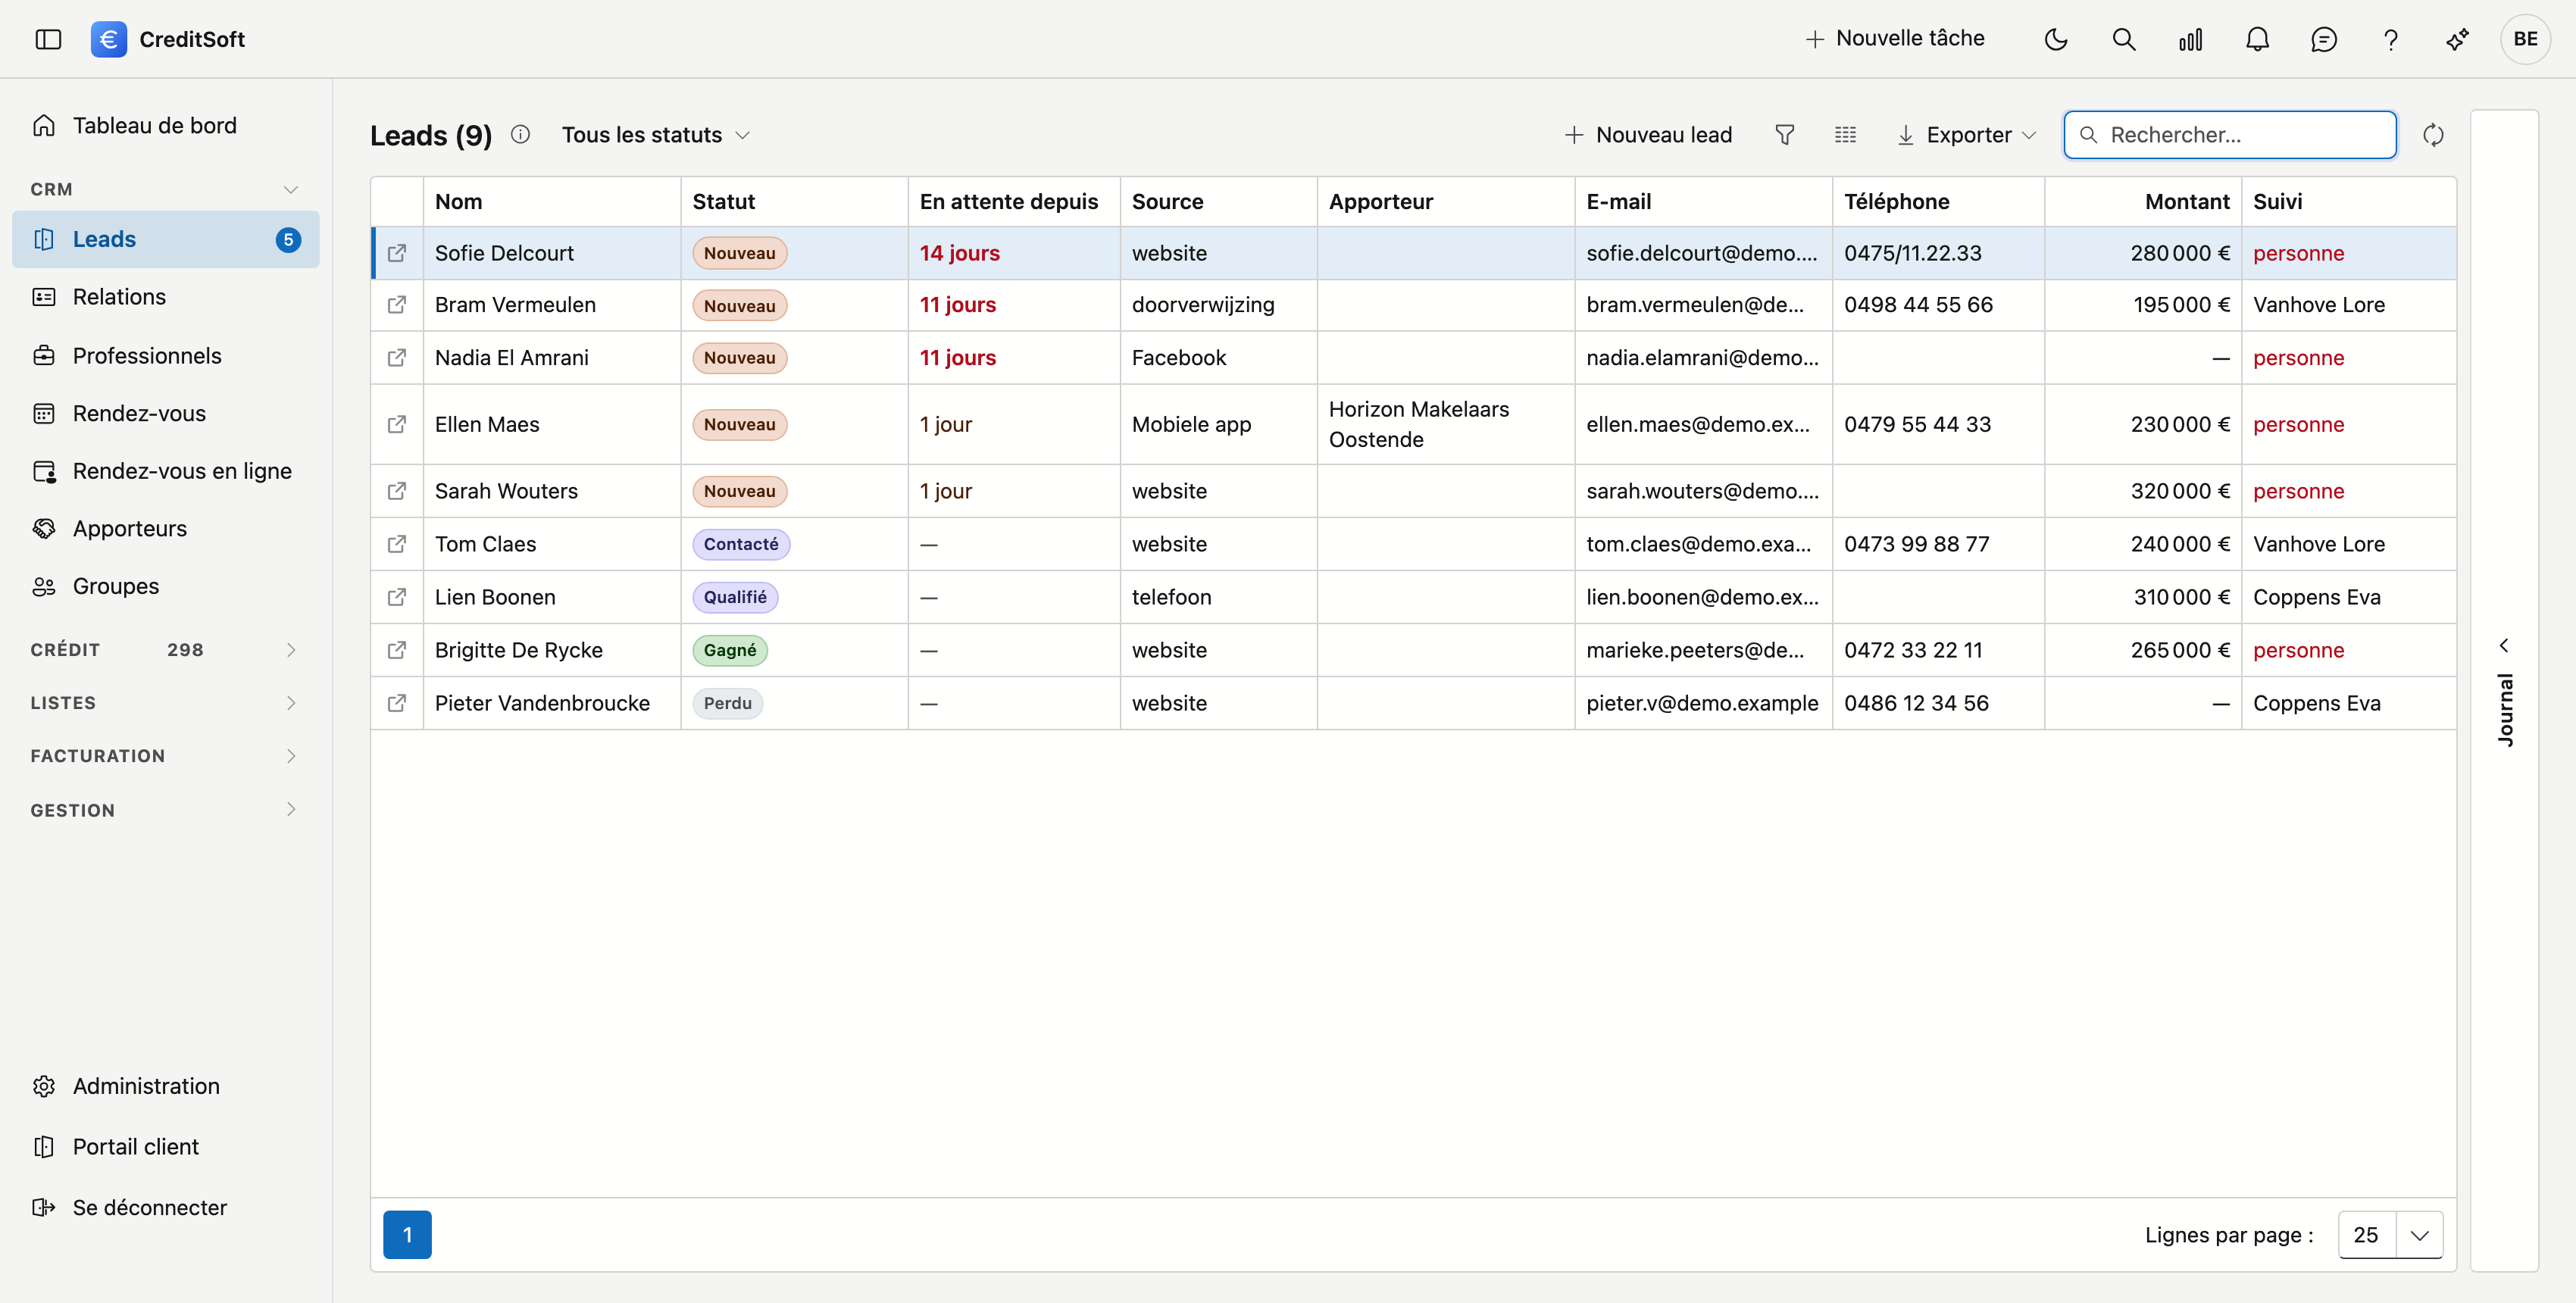 € CreditSoft
Nouvelle tâche
BE
Tableau de bord
CRM
Leads 5
Relations
Professionnels
Rendez-vous
Rendez-vous en ligne
Apporteurs
Groupes
CRÉDIT 298
LISTES
FACTURATION
GESTION
Administration
Portail client
Se déconnecter
Leads (9) Tous les statuts Nouveau lead Exporter Rechercher...
Nom Statut En attente depuis Source Apporteur E-mail Téléphone Montant Suivi
Sofie Delcourt Nouveau 14 jours website sofie.delcourt@demo.... 0475/11.22.33 280 000 € personne
Bram Vermeulen Nouveau 11 jours doorverwijzing bram.vermeulen@de... 0498 44 55 66 195 000 € Vanhove Lore
Nadia El Amrani Nouveau 11 jours Facebook nadia.elamrani@demo... — personne
Ellen Maes Nouveau 1 jour Mobiele app Horizon Makelaars Oostende ellen.maes@demo.ex... 0479 55 44 33 230 000 € personne
Sarah Wouters Nouveau 1 jour website sarah.wouters@demo.... 320 000 € personne
Tom Claes Contacté — website tom.claes@demo.exa... 0473 99 88 77 240 000 € Vanhove Lore
Lien Boonen Qualifié — telefoon lien.boonen@demo.ex... 310 000 € Coppens Eva
Brigitte De Rycke Gagné — website marieke.peeters@de... 0472 33 22 11 265 000 € personne
Pieter Vandenbroucke Perdu — website pieter.v@demo.example 0486 12 34 56 — Coppens Eva
1
Lignes par page : 25
Journal